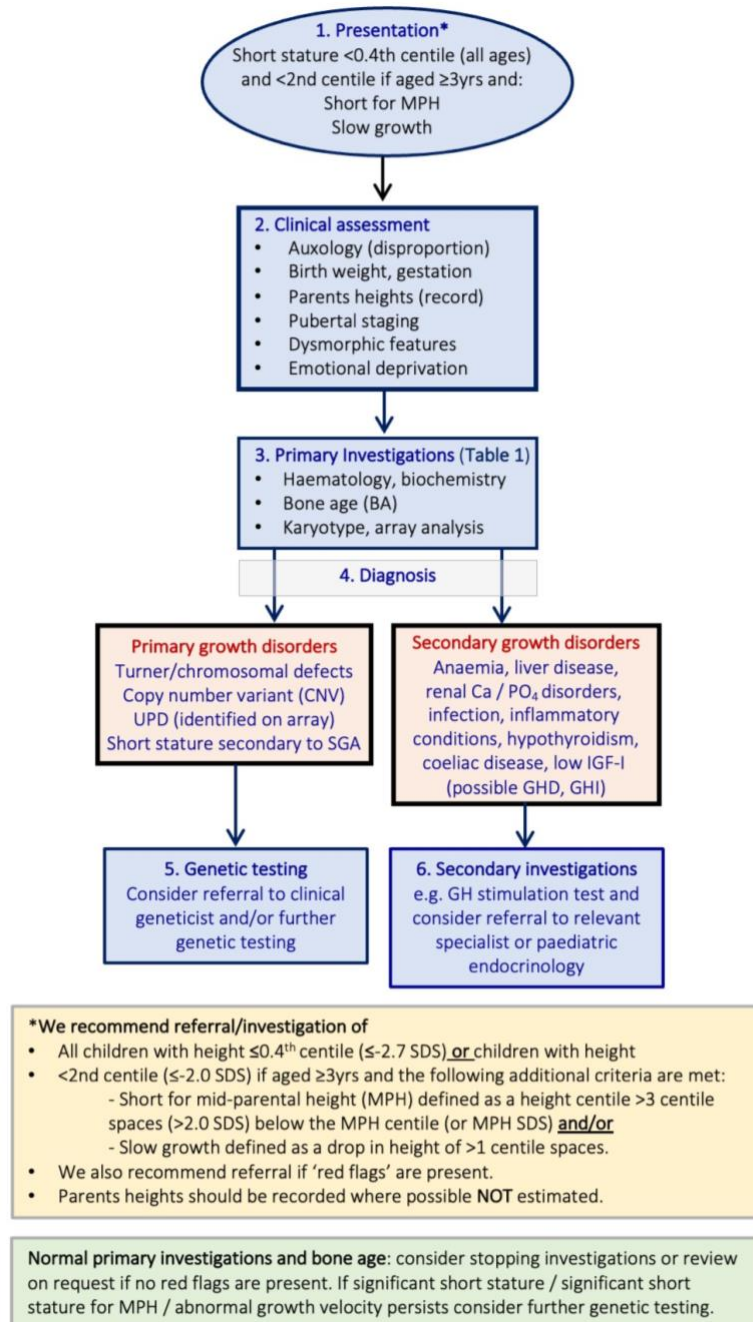 1. Presentation*
Short stature <0.4th centile (all ages)
and <2nd centile if aged ≥3yrs and:
Short for MPH
Slow growth
2. Clinical assessment
• Auxology (disproportion)
• Birth weight, gestation
• Parents heights (record)
• Pubertal staging
• Dysmorphic features
• Emotional deprivation
3. Primary Investigations (Table 1)
• Haematology, biochemistry
• Bone age (BA)
• Karyotype, array analysis
4. Diagnosis
Primary growth disorders
Turner/chromosomal defects
Copy number variant (CNV)
UPD (identified on array)
Short stature secondary to SGA
Secondary growth disorders
Anaemia, liver disease,
renal Ca / PO₄ disorders,
infection, inflammatory
conditions, hypothyroidism,
coeliac disease, low IGF-I
(possible GHD, GHI)
5. Genetic testing
Consider referral to clinical
geneticist and/or further
genetic testing
6. Secondary investigations
e.g. GH stimulation test and
consider referral to relevant
specialist or paediatric
endocrinology
*We recommend referral/investigation of
• All children with height ≤0.4th centile (≤-2.7 SDS) or children with height
• <2nd centile (≤-2.0 SDS) if aged ≥3yrs and the following additional criteria are met:
- Short for mid-parental height (MPH) defined as a height centile >3 centile
spaces (>2.0 SDS) below the MPH centile (or MPH SDS) and/or
- Slow growth defined as a drop in height of >1 centile spaces.
• We also recommend referral if ‘red flags’ are present.
• Parents heights should be recorded where possible NOT estimated.
Normal primary investigations and bone age: consider stopping investigations or review
on request if no red flags are present. If significant short stature / significant short
stature for MPH / abnormal growth velocity persists consider further genetic testing.